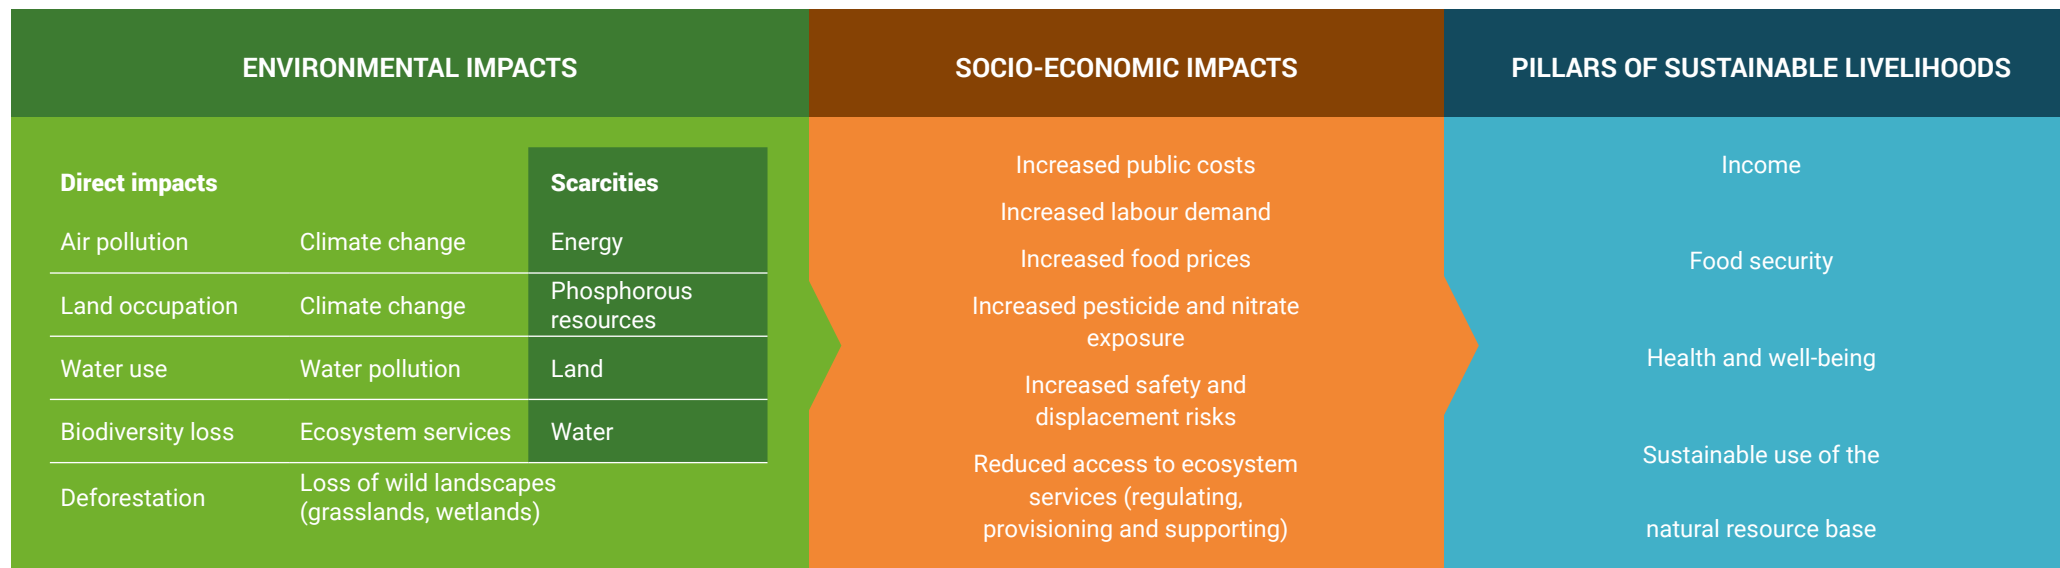 ENVIRONMENTAL IMPACTS
Direct impacts
Scarcities
Air pollution
Climate change
Energy
Land occupation
Climate change
Phosphorous
resources
Water use
Water pollution
Land
Biodiversity loss
Ecosystem services
Water
Deforestation
Loss of wild landscapes
(grasslands, wetlands)
SOCIO-ECONOMIC IMPACTS
Increased public costs
Increased labour demand
Increased food prices
Increased pesticide and nitrate
exposure
Increased safety and
displacement risks
Reduced access to ecosystem
services (regulating,
provisioning and supporting)
PILLARS OF SUSTAINABLE LIVELIHOODS
Income
Food security
Health and well-being
Sustainable use of the
natural resource base